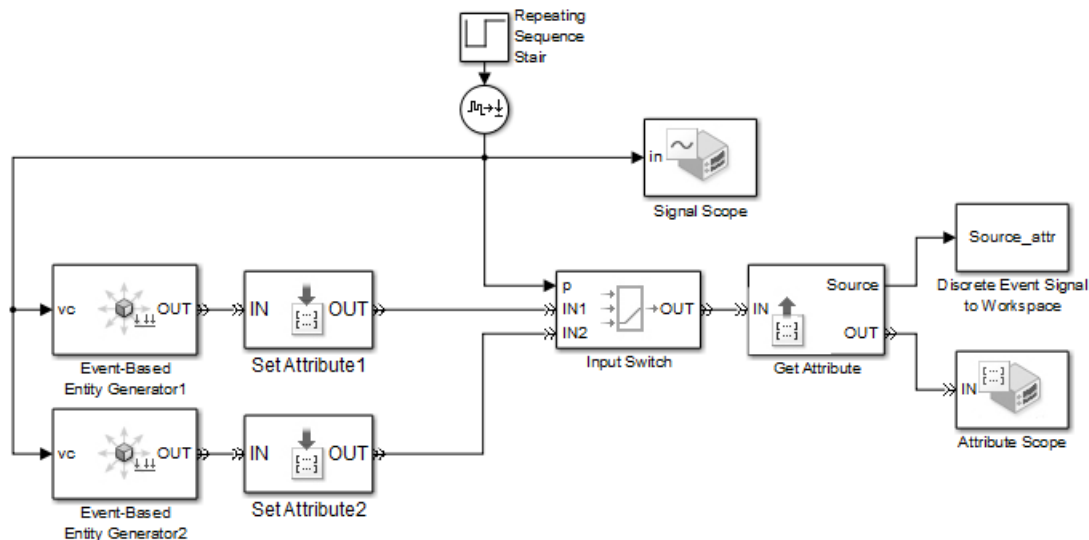 Repeating
Sequence
Stair
in
Signal Scope
Source_attr
Discrete Event Signal
to Workspace
vc OUT
Event-Based
Entity Generator1
IN OUT
[...]
Set Attribute1
p
IN1
IN2
OUT
Input Switch
Source
IN
[...]
OUT
Get Attribute
[...]
IN
Attribute Scope
vc OUT
Event-Based
Entity Generator2
IN OUT
[...]
Set Attribute2